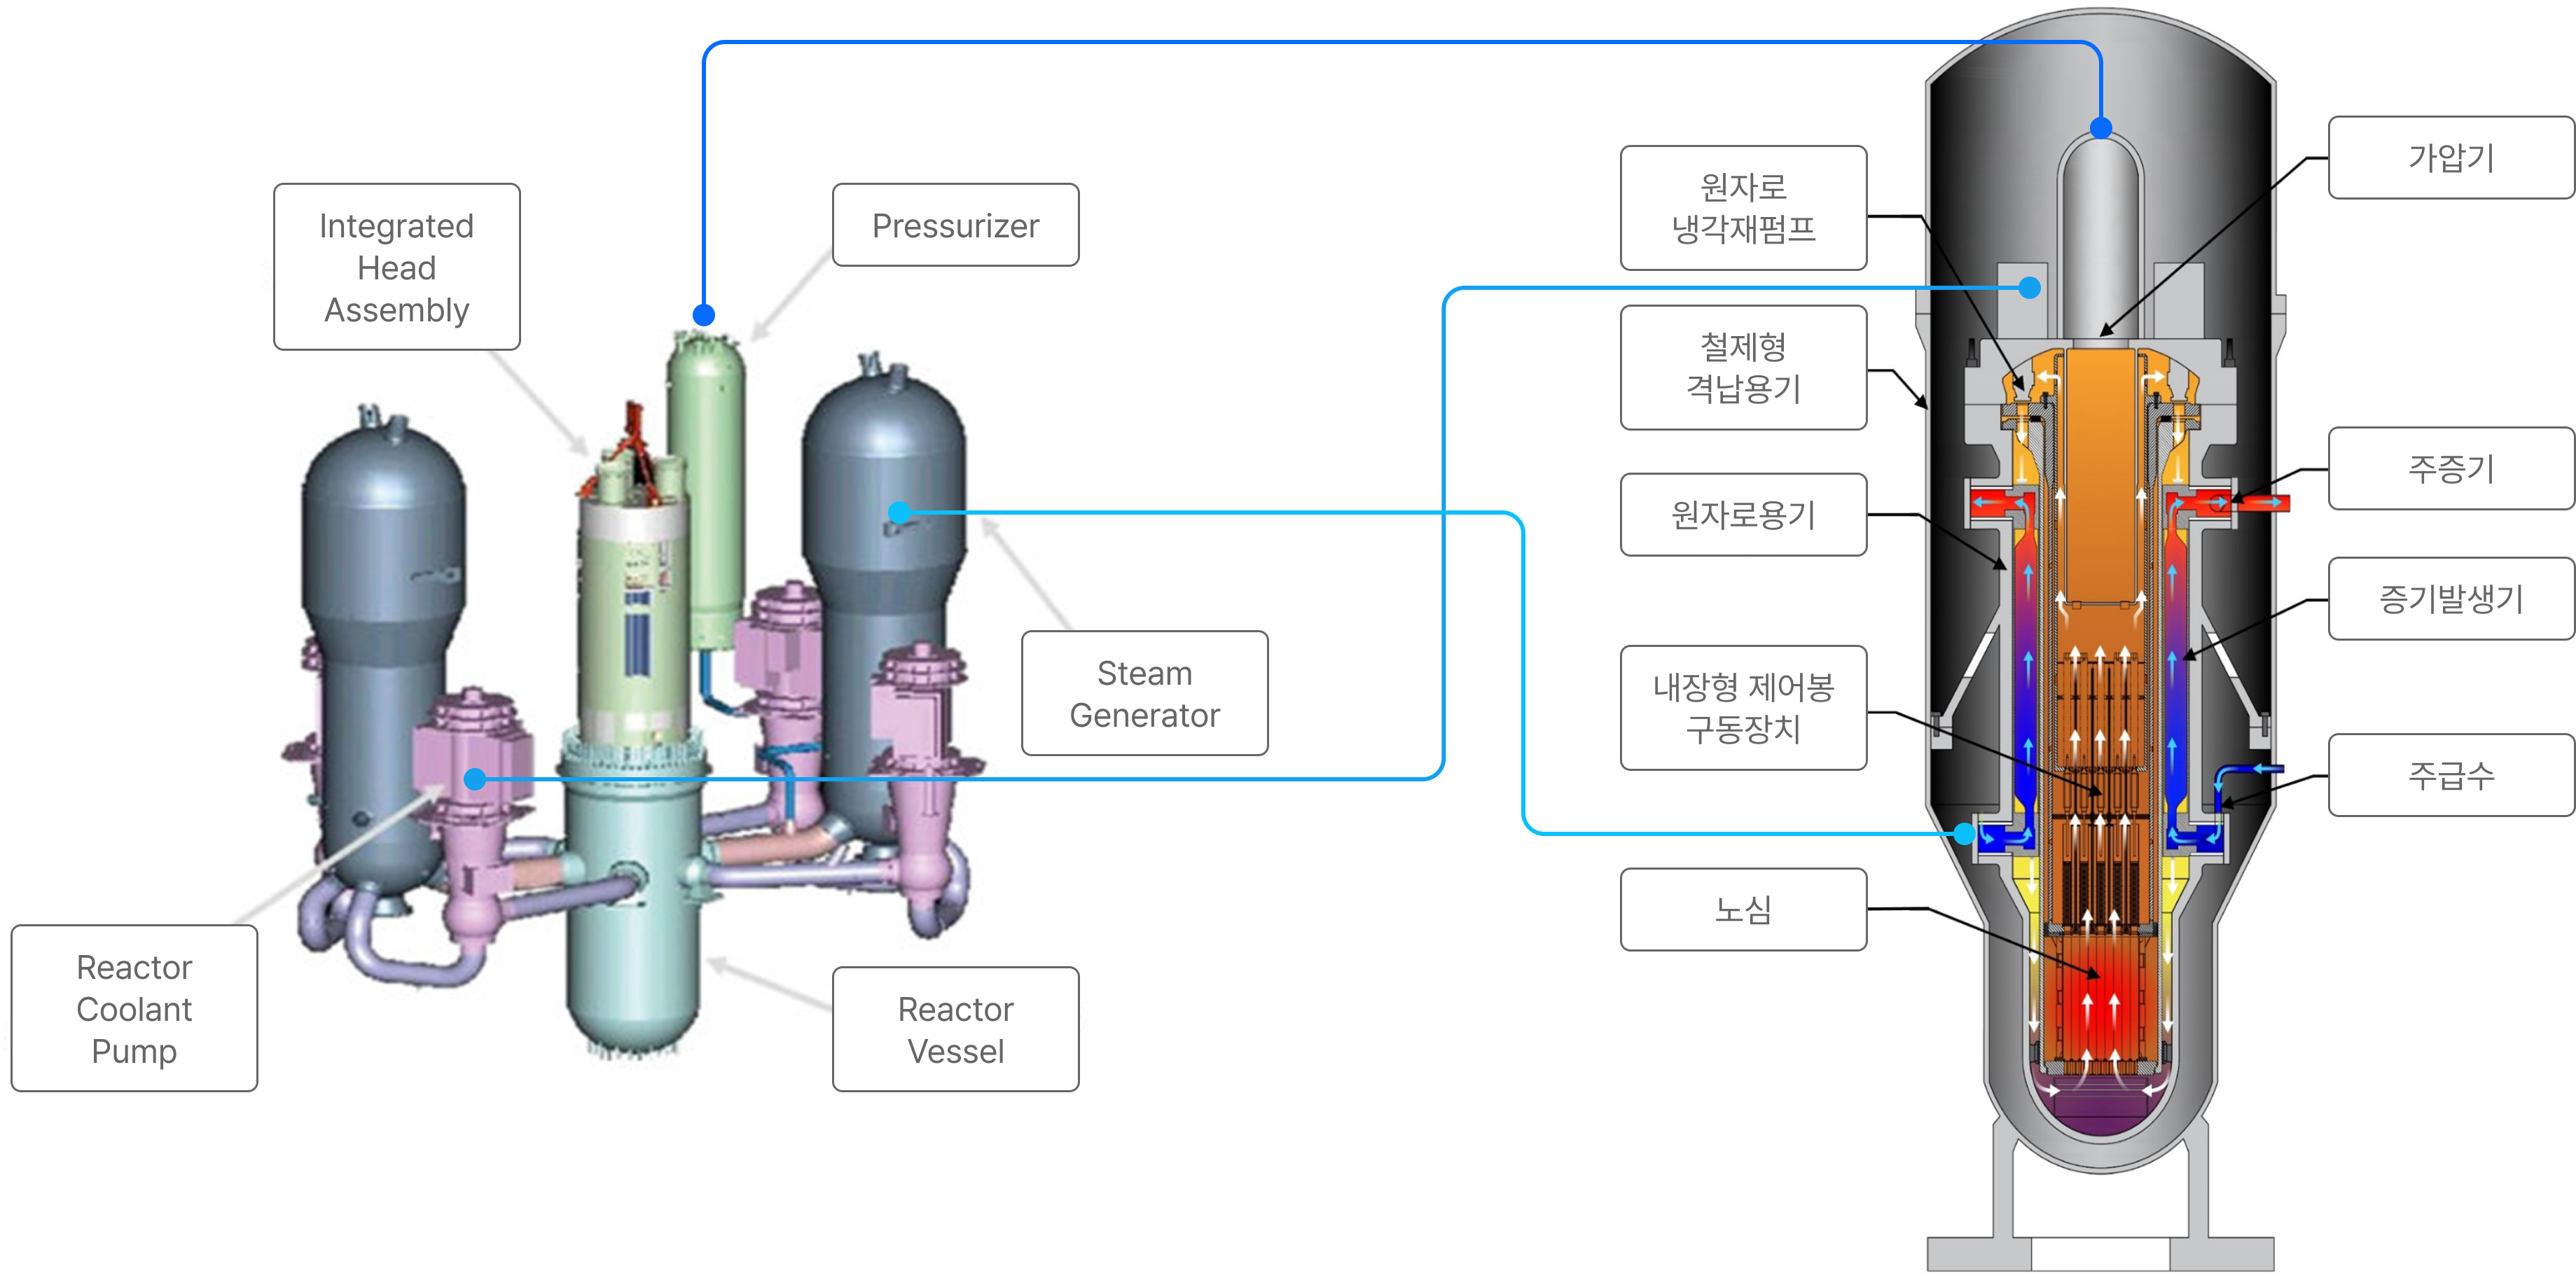 Integrated
Head
Assembly
Pressurizer
Steam
Generator
Reactor
Coolant
Pump
Reactor
Vessel
원자로
냉각재펌프
철제형
격납용기
원자로용기
내장형 제어봉
구동장치
노심
가압기
주증기
증기발생기
주급수